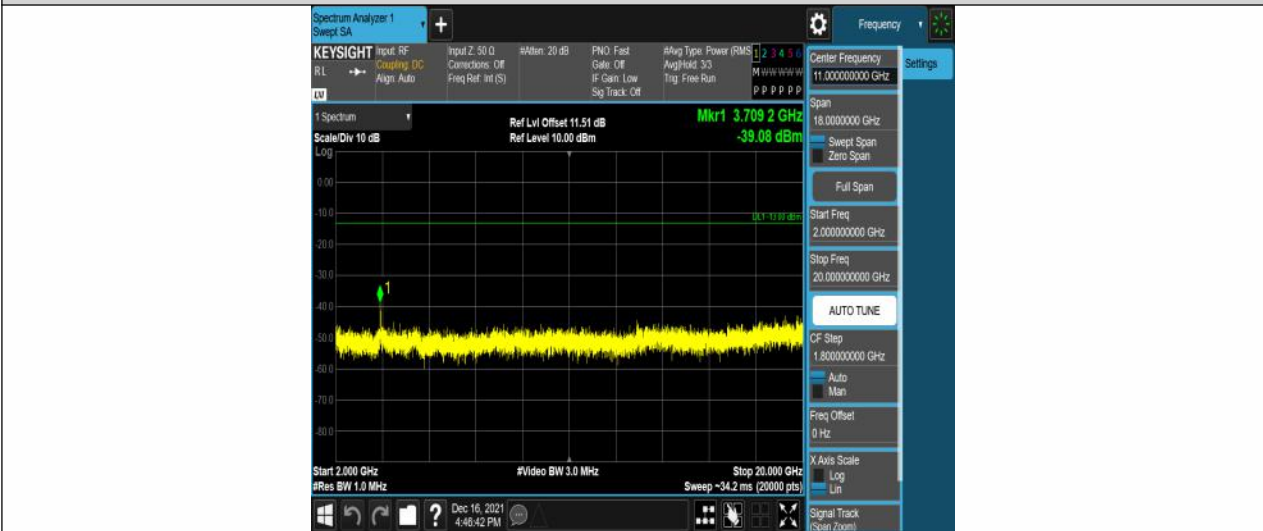 Spectrum Analyzer 1
Swept SA
+
Frequency
KEYSIGHT
RL
LV
Input: RF
Coupling: DC
Align: Auto
Input Z: 50 Ω
Corrections: Off
Freq Ref: Int (S)
#Atten: 20 dB
PNO: Fast
Gate: Off
IF Gain: Low
Sig Track: Off
#Avg Type: Power (RMS
Avg|Hold: 3/3
Trig: Free Run
1 2 3 4 5 6
M W W W W W
P P P P P P
Center Frequency
11.000000000 GHz
Settings
Span
18.0000000 GHz
Swept Span
Zero Span
Full Span
Start Freq
2.000000000 GHz
Stop Freq
20.000000000 GHz
AUTO TUNE
CF Step
1.800000000 GHz
Auto
Man
Freq Offset
0 Hz
X Axis Scale
Log
Lin
Signal Track
(Span Zoom)
1 Spectrum
Scale/Div 10 dB
Log
Ref Lvl Offset 11.51 dB
Ref Level 10.00 dBm
Mkr1 3.709 2 GHz
-39.08 dBm
0.00
-10.0
DL1 -13.00 dBm
-20.0
-30.0
1
-40.0
-50.0
-60.0
-70.0
-80.0
Start 2.000 GHz
#Res BW 1.0 MHz
#Video BW 3.0 MHz
Stop 20.000 GHz
Sweep ~34.2 ms (20000 pts)
?
Dec 16, 2021
4:46:42 PM